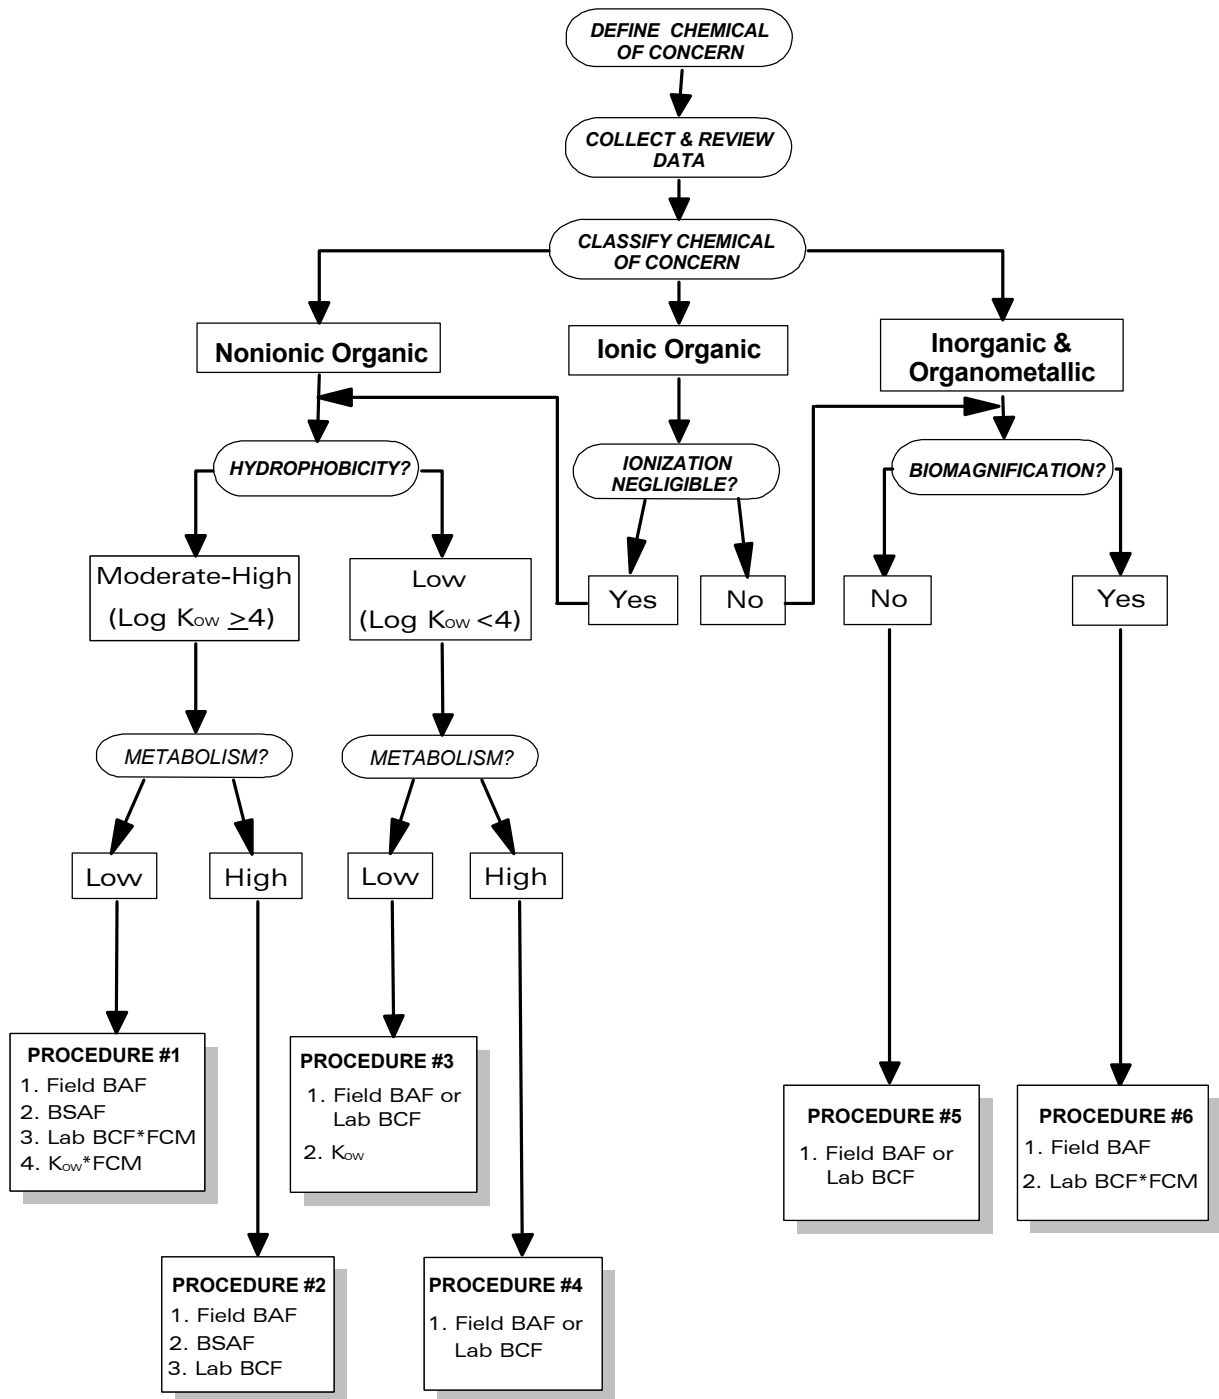 DEFINE CHEMICAL
OF CONCERN
COLLECT & REVIEW
DATA
CLASSIFY CHEMICAL
OF CONCERN
Nonionic Organic
Ionic Organic
Inorganic &
Organometallic
HYDROPHOBICITY?
IONIZATION
NEGLIGIBLE?
BIOMAGNIFICATION?
Moderate-High
(Log Kow ≥4)
Low
(Log Kow <4)
Yes
No
No
Yes
METABOLISM?
METABOLISM?
Low
High
Low
High
PROCEDURE #1
1. Field BAF
2. BSAF
3. Lab BCF*FCM
4. Kow*FCM
PROCEDURE #3
1. Field BAF or
Lab BCF
2. Kow
PROCEDURE #5
1. Field BAF or
Lab BCF
PROCEDURE #6
1. Field BAF
2. Lab BCF*FCM
PROCEDURE #2
1. Field BAF
2. BSAF
3. Lab BCF
PROCEDURE #4
1. Field BAF or
Lab BCF